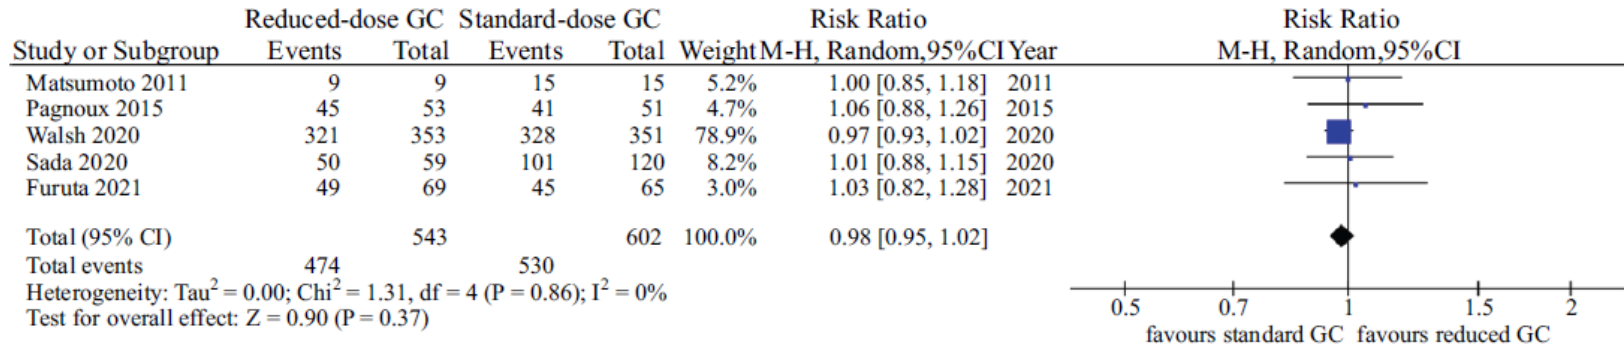 Reduced-dose GC Standard-dose GC Risk Ratio Risk Ratio
Study or Subgroup Events Total Events Total Weight M-H, Random,95%CI Year M-H, Random,95%CI
Matsumoto 2011 9 9 15 15 5.2% 1.00 [0.85, 1.18] 2011
Pagnoux 2015 45 53 41 51 4.7% 1.06 [0.88, 1.26] 2015
Walsh 2020 321 353 328 351 78.9% 0.97 [0.93, 1.02] 2020
Sada 2020 50 59 101 120 8.2% 1.01 [0.88, 1.15] 2020
Furuta 2021 49 69 45 65 3.0% 1.03 [0.82, 1.28] 2021
Total (95% CI) 543 602 100.0% 0.98 [0.95, 1.02]
Total events 474 530
Heterogeneity: Tau² = 0.00; Chi² = 1.31, df = 4 (P = 0.86); I² = 0%
Test for overall effect: Z = 0.90 (P = 0.37)
0.5 0.7 1 1.5 2
favours standard GC favours reduced GC